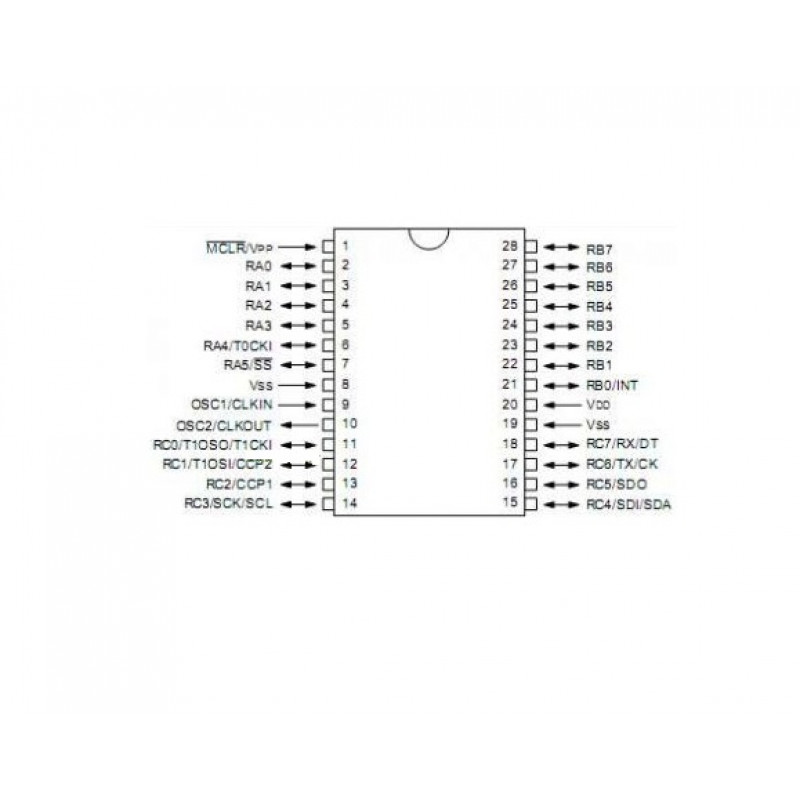 MCLR/VPP 1 28 RB7
RA0 2 27 RB6
RA1 3 26 RB5
RA2 4 25 RB4
RA3 5 24 RB3
RA4/T0CKI 6 23 RB2
RA5/SS 7 22 RB1
VSS 8 21 RB0/INT
OSC1/CLKIN 9 20 VDD
OSC2/CLKOUT 10 19 VSS
RC0/T1OSO/T1CKI 11 18 RC7/RX/DT
RC1/T1OSI/CCP2 12 17 RC6/TX/CK
RC2/CCP1 13 16 RC5/SDO
RC3/SCK/SCL 14 15 RC4/SDI/SDA